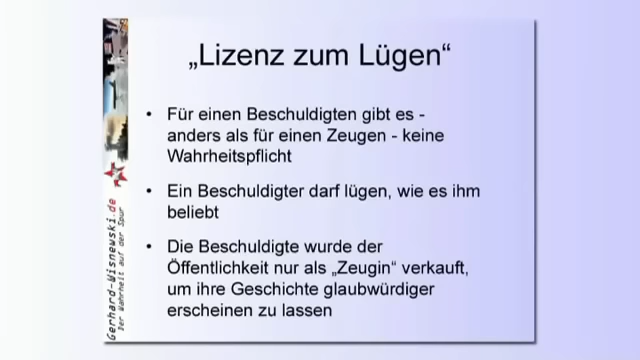 „Lizenz zum Lügen“
• Für einen Beschuldigten gibt es -
anders als für einen Zeugen - keine
Wahrheitspflicht
• Ein Beschuldigter darf lügen, wie es ihm
beliebt
• Die Beschuldigte wurde der
Öffentlichkeit nur als „Zeugin“ verkauft,
um ihre Geschichte glaubwürdiger
erscheinen zu lassen
Gerhard-Wisnewski.de
Der Wahrheit auf der Spur